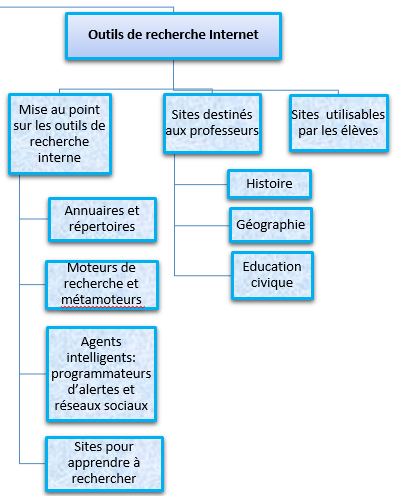 Outils de recherche Internet
Mise au point
sur les outils de
recherche
interne
Annuaires et
répertoires
Moteurs de
recherche et
métamoteurs
Agents
intelligents:
programmateurs
d'alertes et
réseaux sociaux
Sites pour
apprendre à
rechercher
Sites destinés
aux professeurs
Histoire
Géographie
Education
civique
Sites utilisables
par les élèves